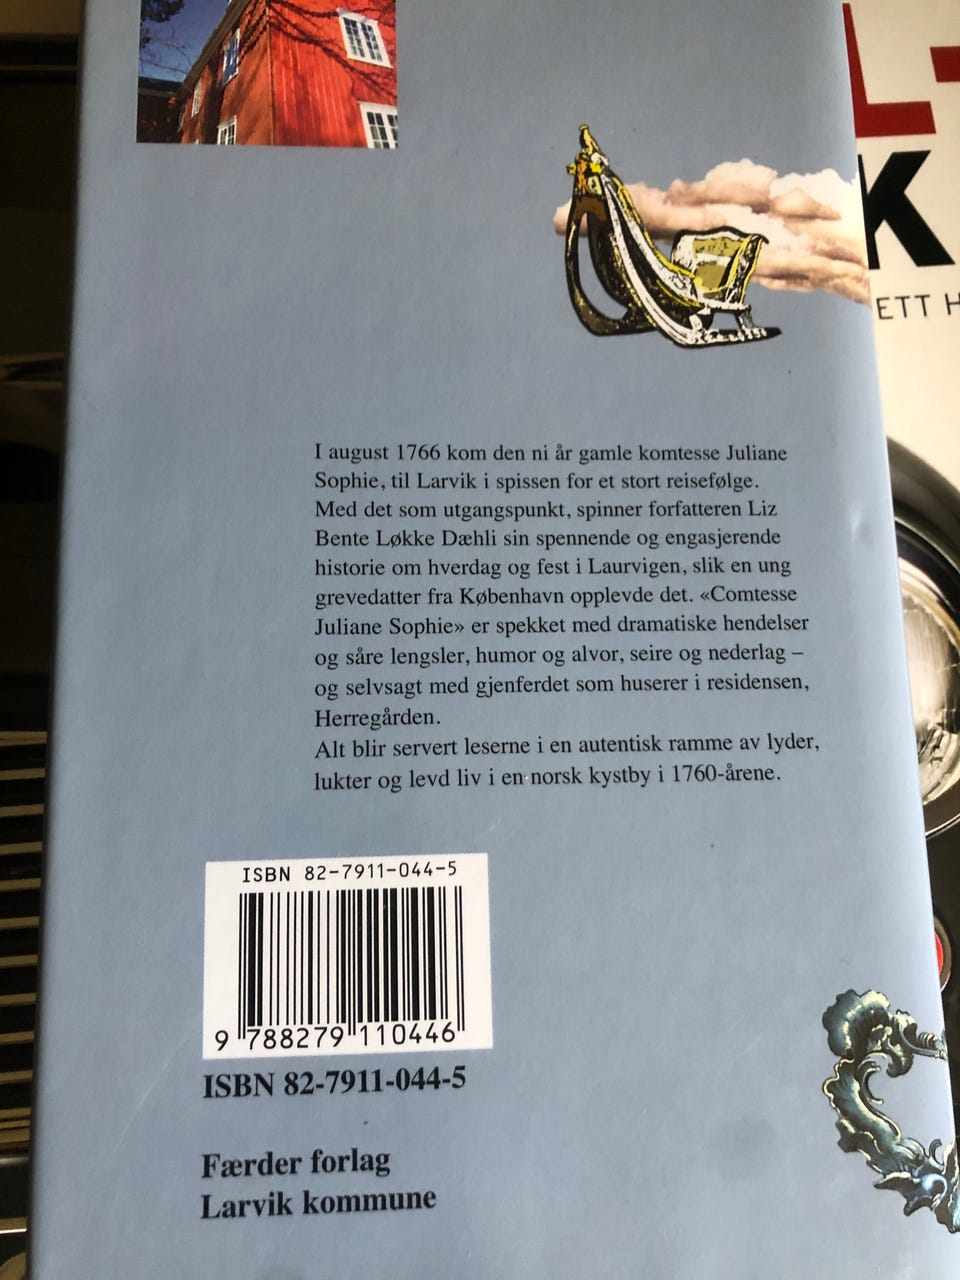 L-
K
ETT H
I august 1766 kom den ni år gamle komtesse Juliane
Sophie, til Larvik i spissen for et stort reisefølge.
Med det som utgangspunkt, spinner forfatteren Liz
Bente Løkke Dæhli sin spennende og engasjerende
historie om hverdag og fest i Laurvigen, slik en ung
grevedatter fra København opplevde det. «Comtesse
Juliane Sophie» er spekket med dramatiske hendelser
og såre lengsler, humor og alvor, seire og nederlag –
og selvsagt med gjenferdet som huserer i residensen,
Herregården.
Alt blir servert leserne i en autentisk ramme av lyder,
lukter og levd liv i en norsk kystby i 1760-årene.
ISBN 82-7911-044-5
9 788279 110446
ISBN 82-7911-044-5
Færder forlag
Larvik kommune